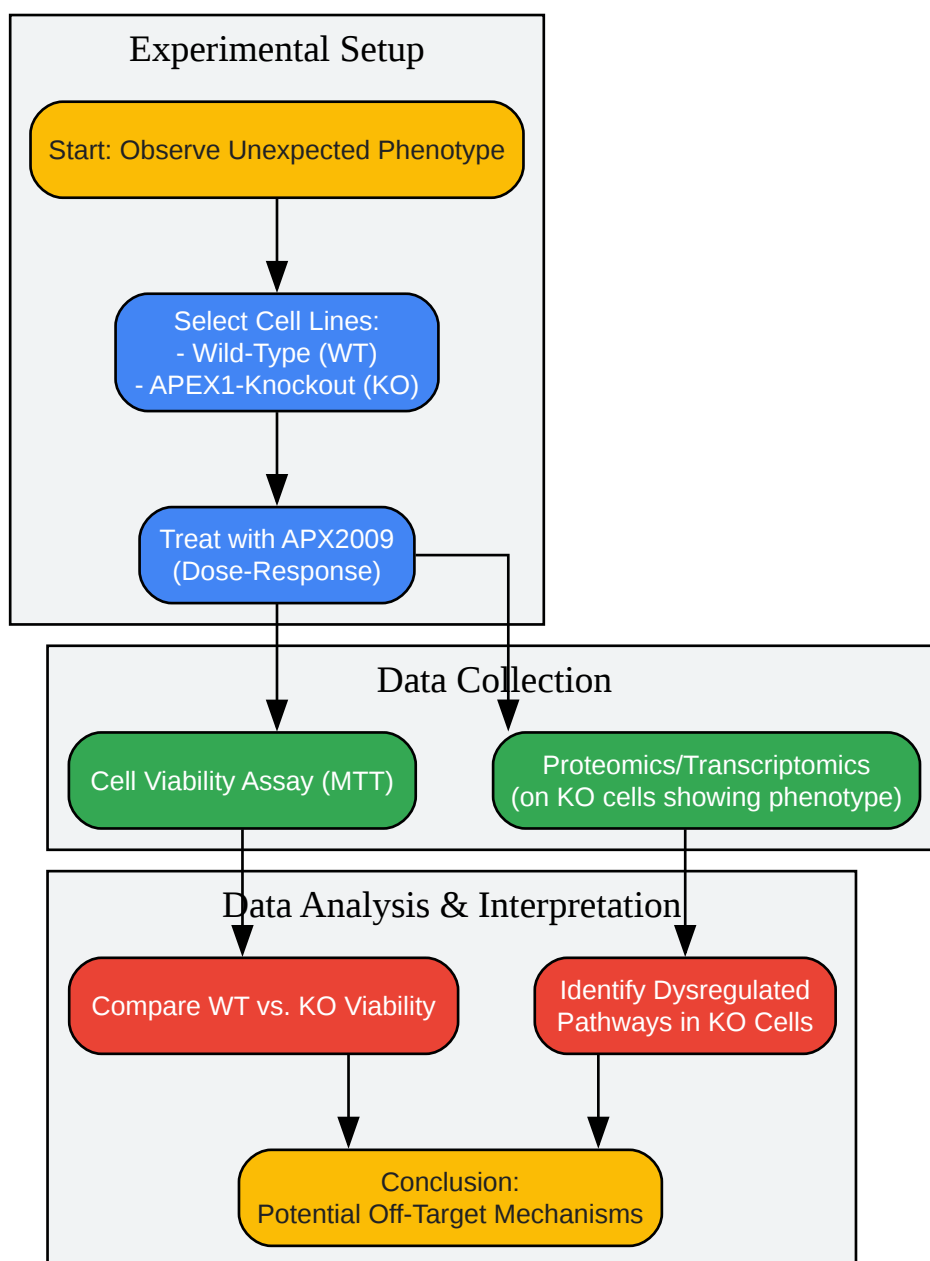 Experimental Setup
Start: Observe Unexpected Phenotype
Select Cell Lines:
- Wild-Type (WT)
- APEX1-Knockout (KO)
Treat with APX2009
(Dose-Response)
Data Collection
Cell Viability Assay (MTT)
Proteomics/Transcriptomics
(on KO cells showing phenotype)
Data Analysis & Interpretation
Compare WT vs. KO Viability
Identify Dysregulated
Pathways in KO Cells
Conclusion:
Potential Off-Target Mechanisms